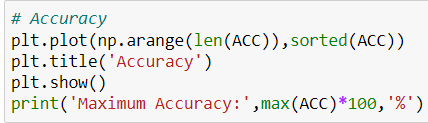 # Accuracy
plt.plot(np.arange(len(ACC)),sorted(ACC))
plt.title('Accuracy')
plt.show()
print('Maximum Accuracy:',max(ACC)*100,'%')